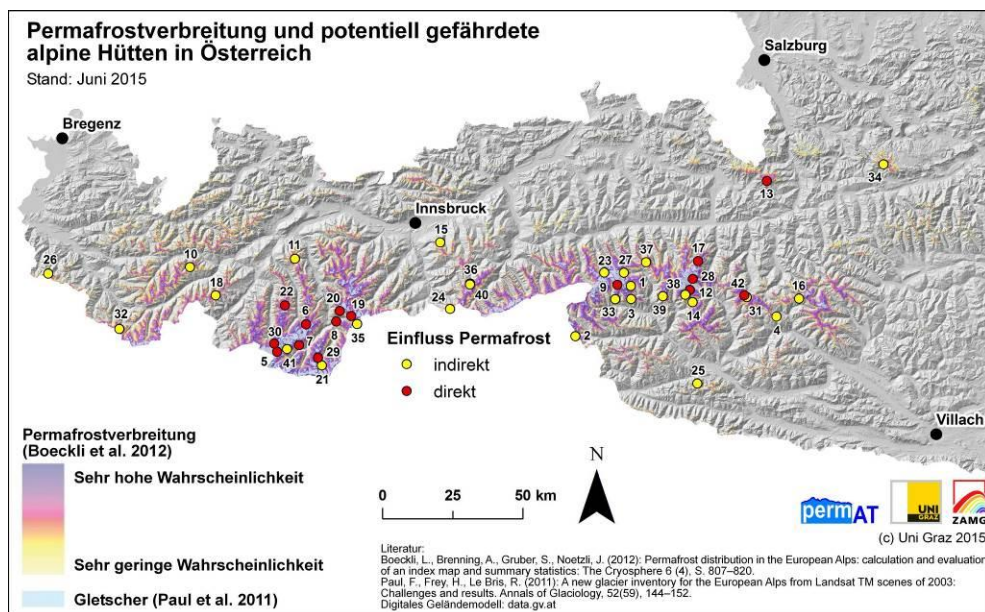 Permafrostverbreitung und potentiell gefährdete
alpine Hütten in Österreich
Stand: Juni 2015
Salzburg
Bregenz
Innsbruck
Villach
26
10
18
32
11
22
6
20
19
8
35
30
5
41
7
29
21
15
36
24
40
13
34
37
17
23
27
9
1
28
38
12
33
3
39
14
42
31
16
4
2
25
Einfluss Permafrost
indirekt
direkt
Permafrostverbreitung
(Boeckli et al. 2012)
Sehr hohe Wahrscheinlichkeit
Sehr geringe Wahrscheinlichkeit
Gletscher (Paul et al. 2011)
N
0 25 50 km
permAT
UNI
GRAZ
ZAMG
(c) Uni Graz 2015
Literatur:
Boeckli, L., Brenning, A., Gruber, S., Noetzli, J. (2012): Permafrost distribution in the European Alps: calculation and evaluation
of an index map and summary statistics: The Cryosphere 6 (4), S. 807–820.
Paul, F., Frey, H., Le Bris, R. (2011): A new glacier inventory for the European Alps from Landsat TM scenes of 2003:
Challenges and results. Annals of Glaciology, 52(59), 144–152.
Digitales Geländemodell: data.gv.at